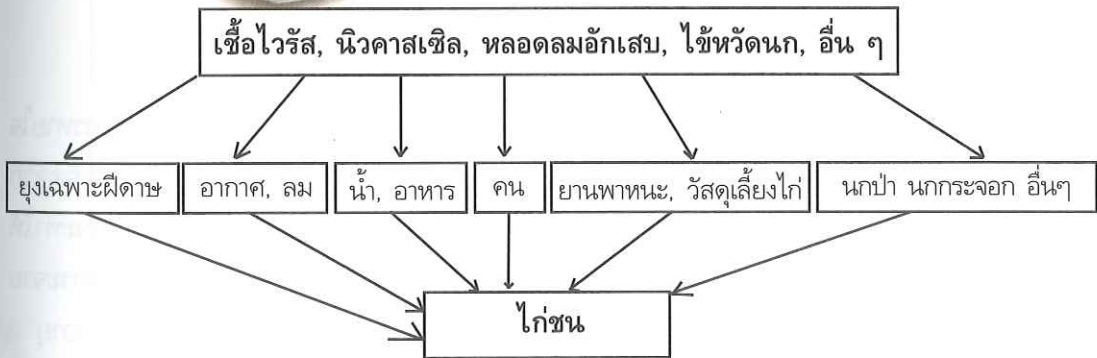 เชื้อไวรัส, นิวคาสเซิล, หลอดลมอักเสบ, ไข้หวัดนก, อื่น ๆ
ยุงเฉพาะฝีดาษ
อากาศ, ลม
น้ำ, อาหาร
คน
ยานพาหนะ, วัสดุเลี้ยงไก่
นกป่า นกกระจอก อื่นๆ
ไก่ชน